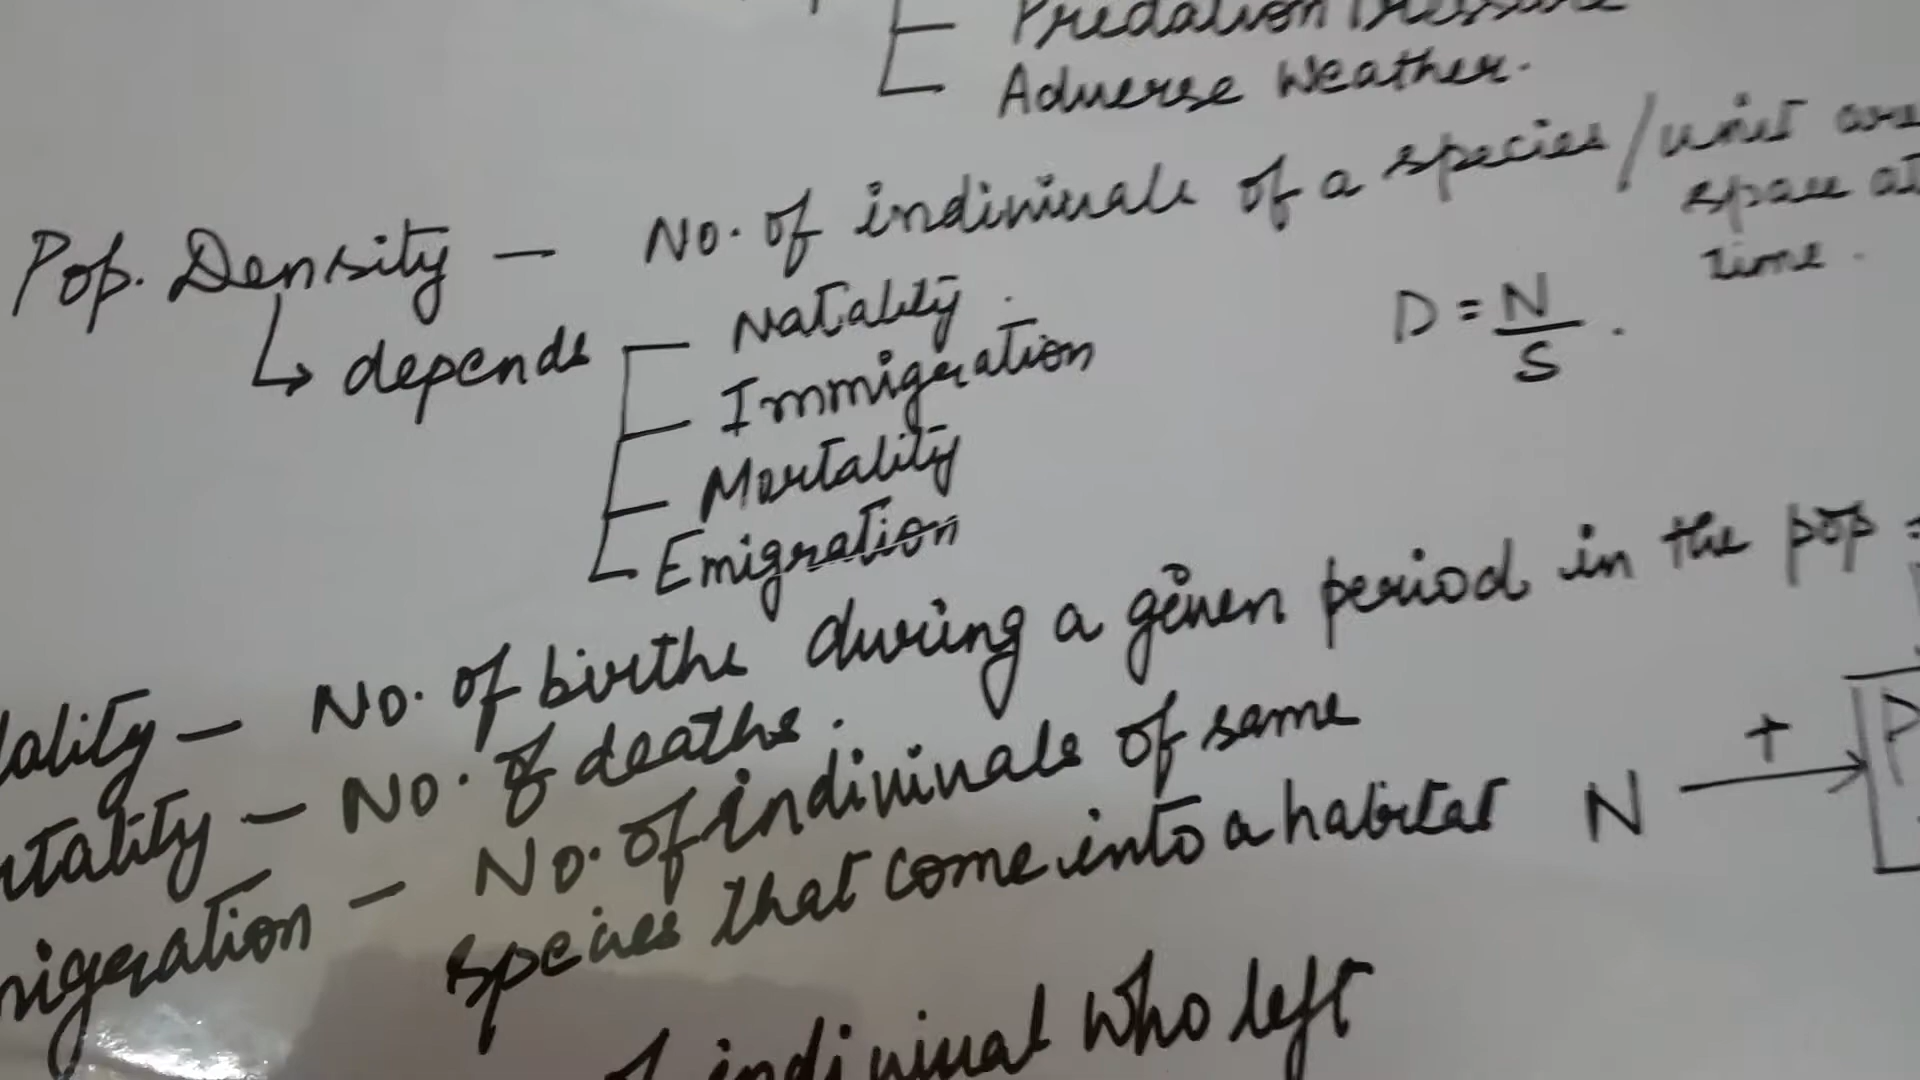 Predation Pressure
Adverse Weather.
Pop. Density — No. of individuals of a species / unit
space at
time.
↳ depends
Natality
Immigration
Mortality
Emigration
D = N/S.
No. of births during a given period in the pop
No. of deaths.
No. of individuals of same
species that come into a habitat
N + P
individual who left